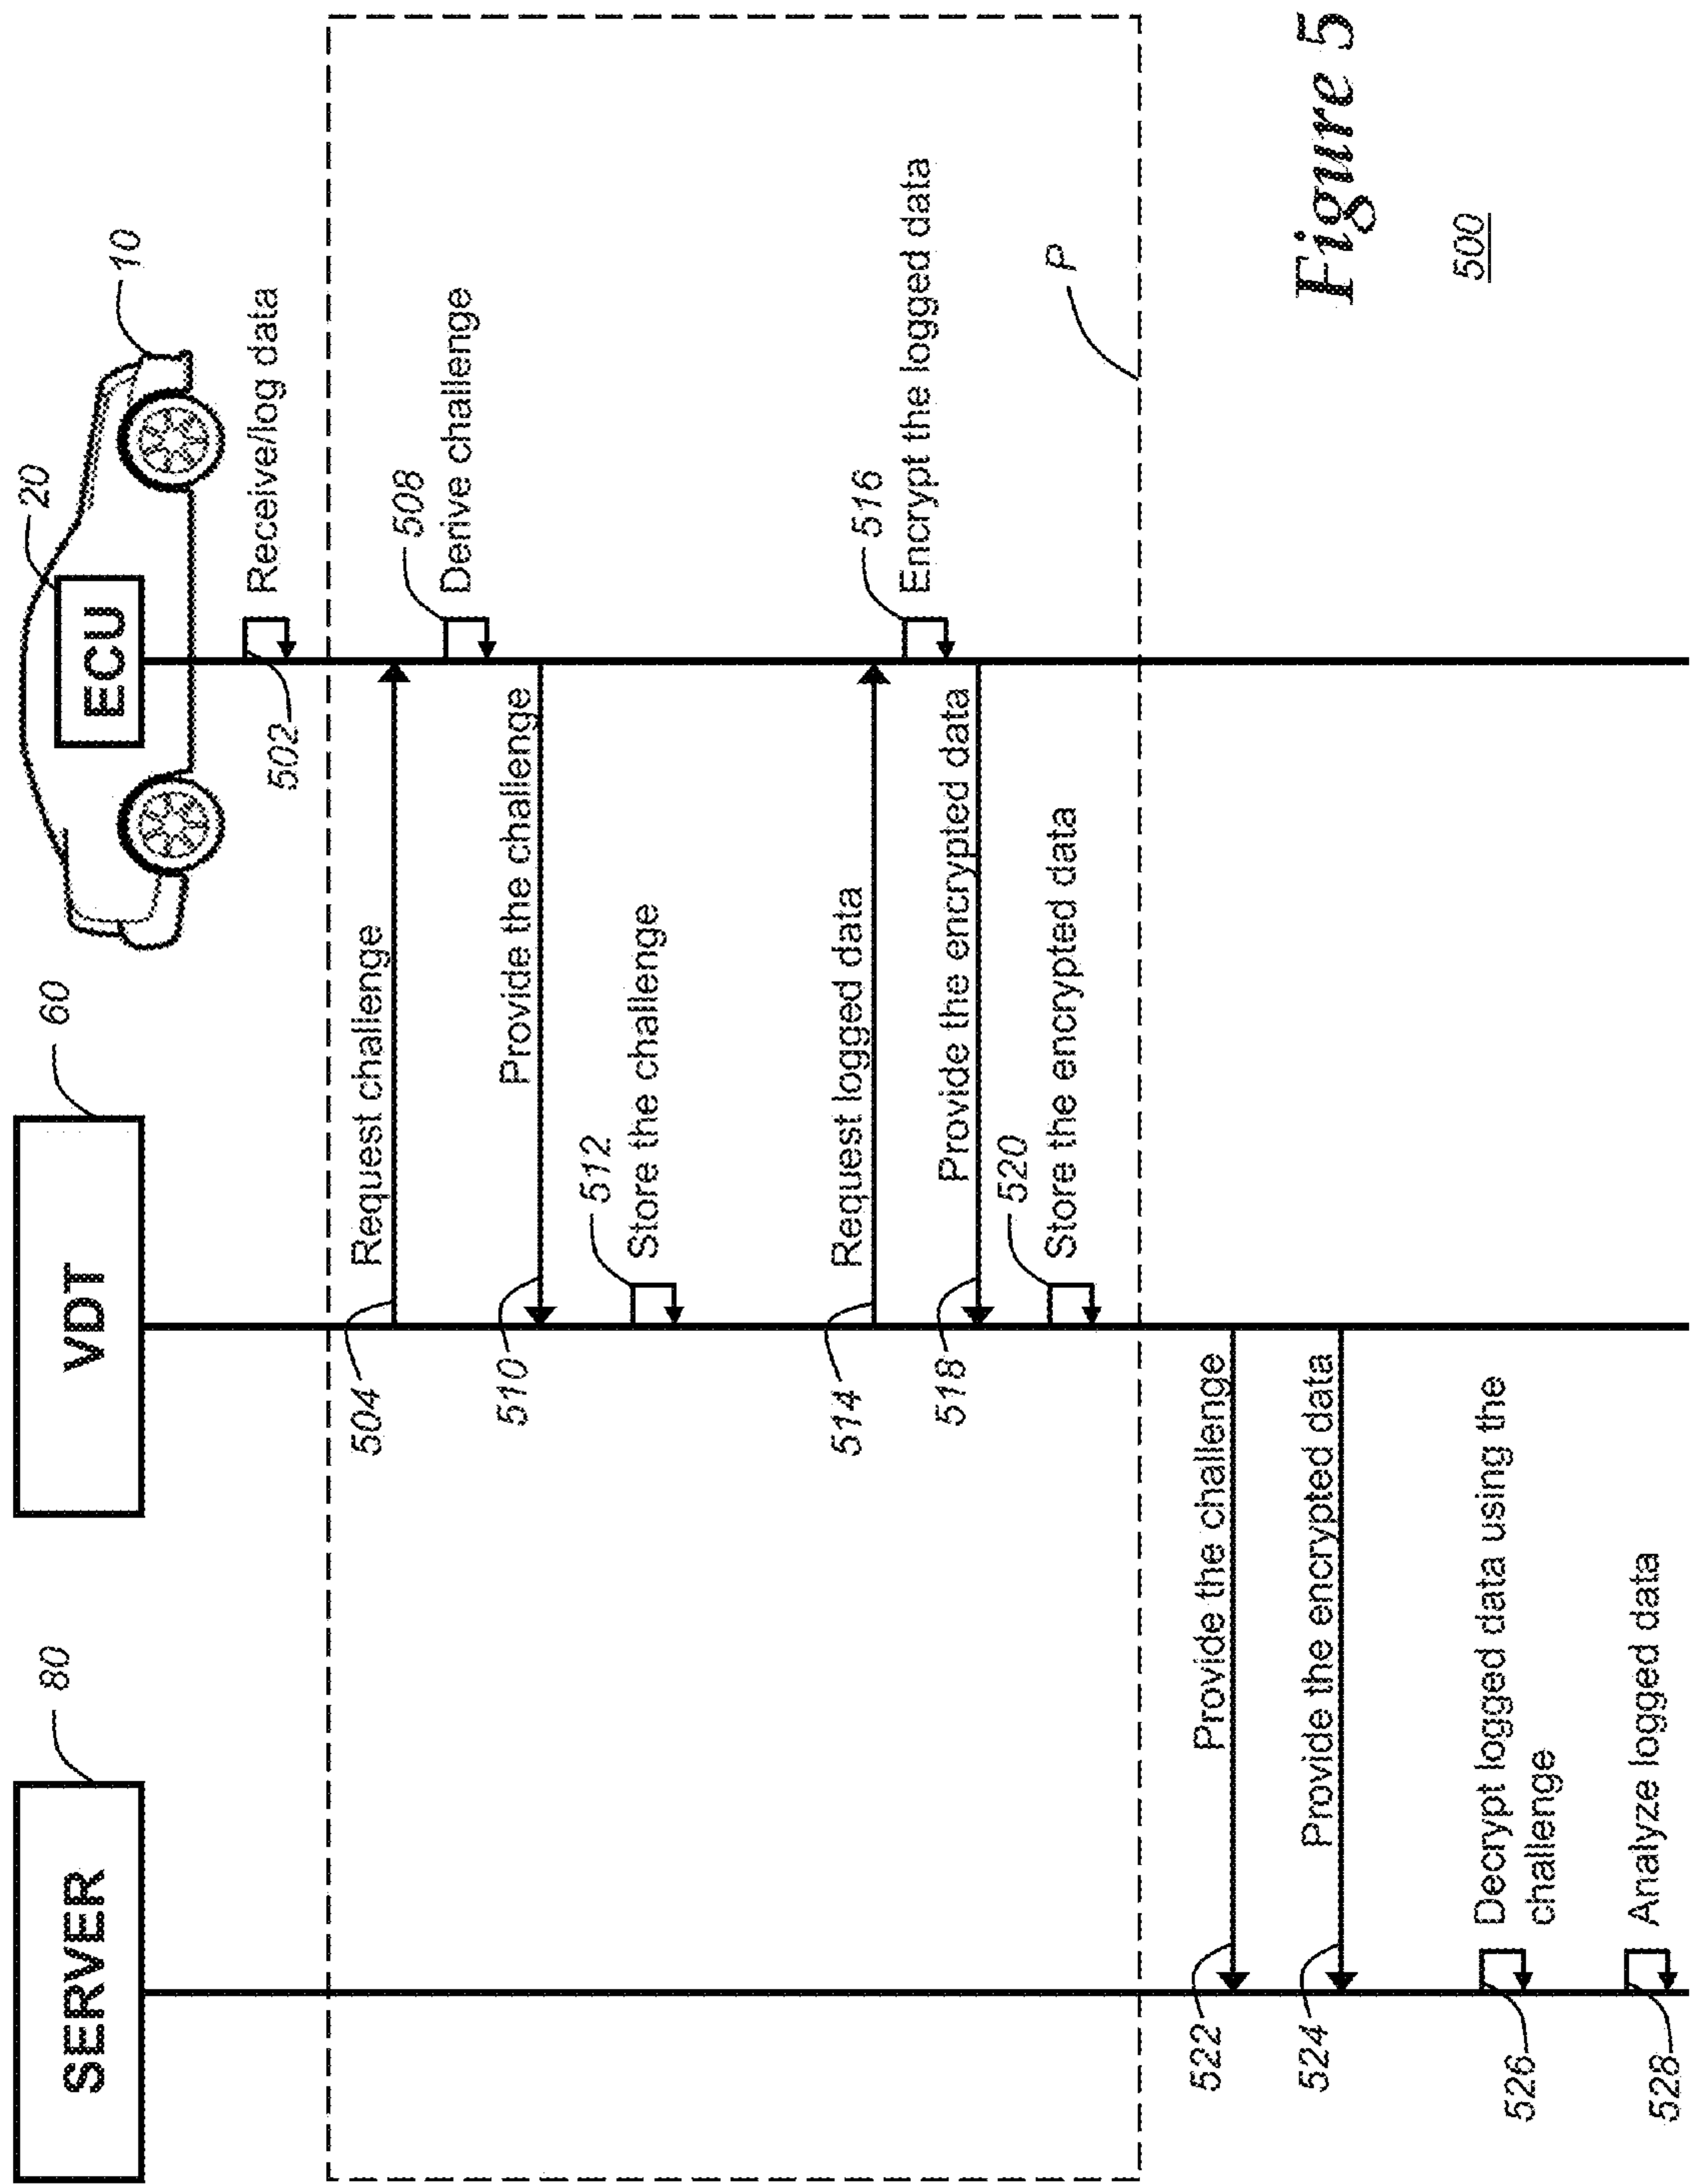 SERVER
80
VDT
60
ECU
20
10
Receive/log data
502
Request challenge
504
508
Derive challenge
Provide the challenge
510
512
Store the challenge
Request logged data
514
516
Encrypt the logged data
Provide the encrypted data
518
520
Store the encrypted data
P
Provide the challenge
522
Provide the encrypted data
524
Decrypt logged data using the
challenge
526
Analyze logged data
528
Figure 5
500